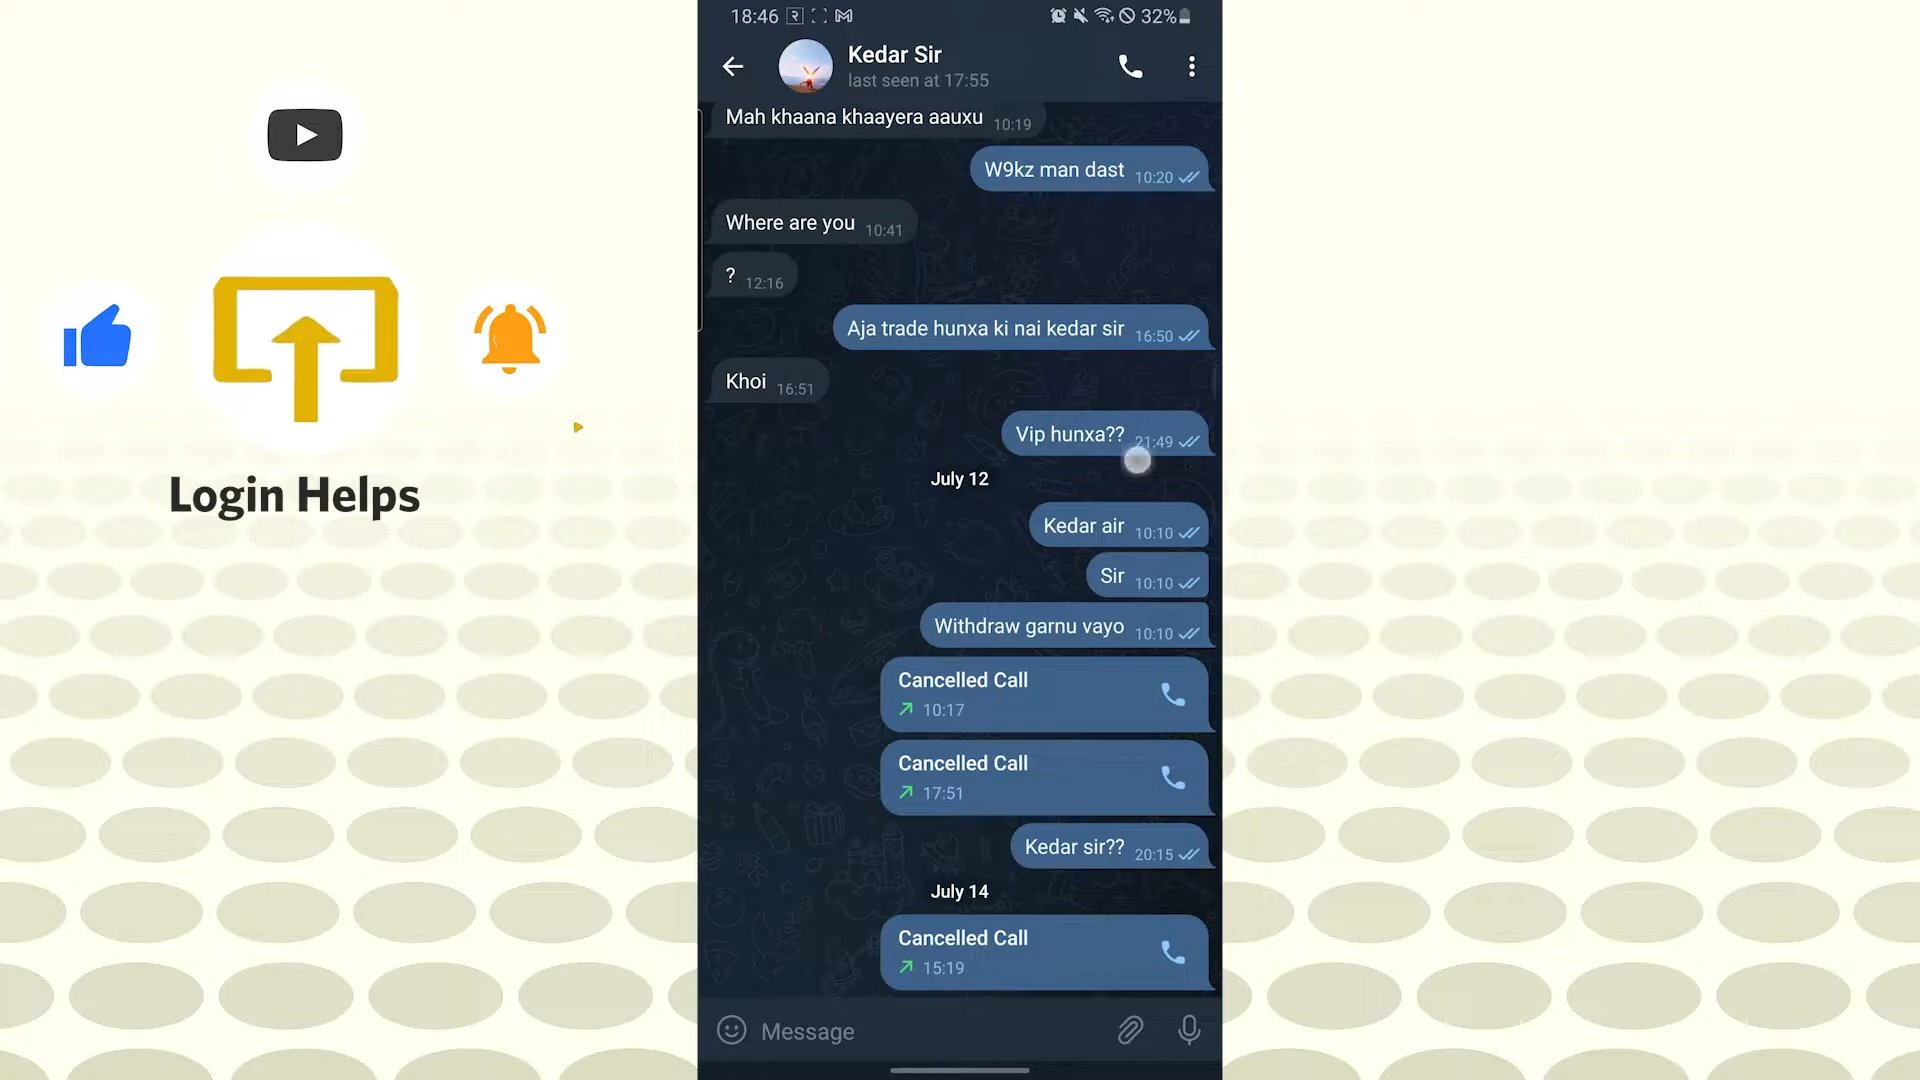 18:46
32%
Kedar Sir
last seen at 17:55
Mah khaana khaayera aauxu 10:19
W9kz man dast 10:20
Where are you 10:41
? 12:16
Aja trade hunxa ki nai kedar sir 16:50
Khoi 16:51
Vip hunxa?? 21:49
July 12
Kedar air 10:10
Sir 10:10
Withdraw garnu vayo 10:10
Cancelled Call
10:17
Cancelled Call
17:51
Kedar sir?? 20:15
July 14
Cancelled Call
15:19
Message
Login Helps